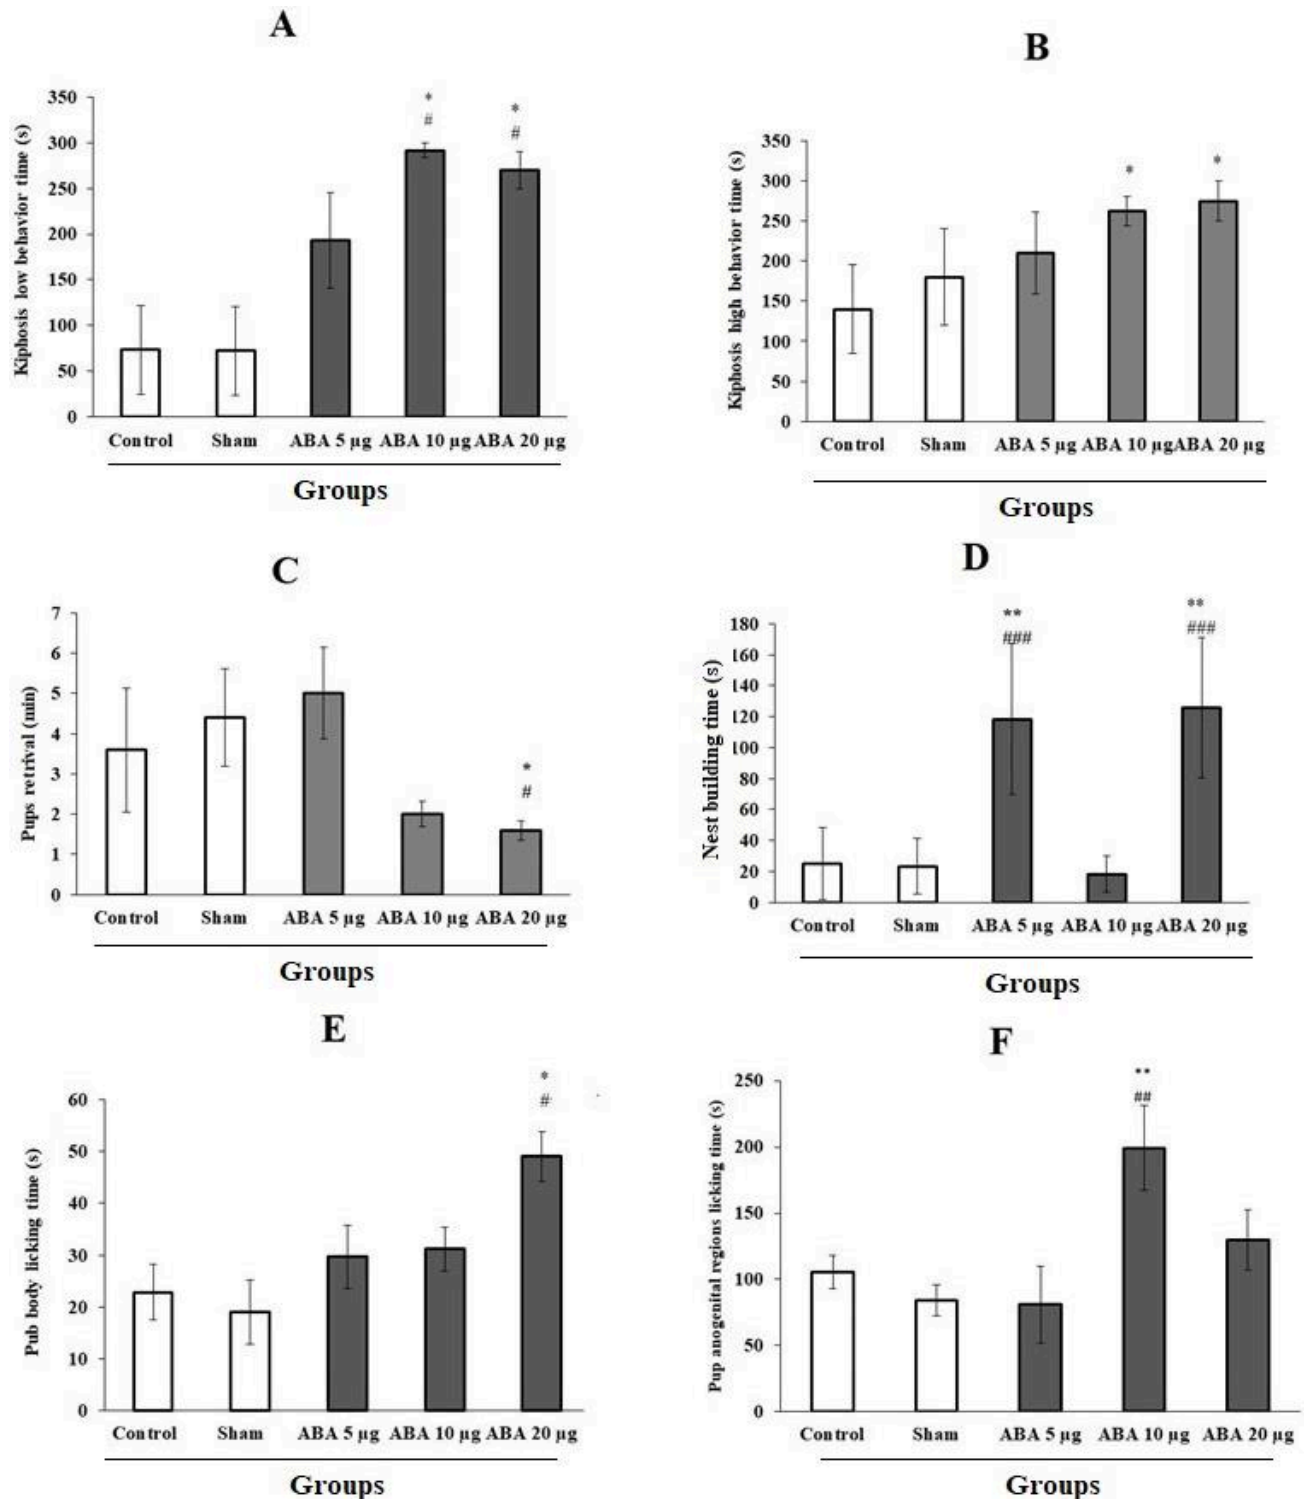 A
Kiphosis low behavior time (s)
350
300
250
200
150
100
50
0
*
#
*
#
Control Sham ABA 5 µg ABA 10 µg ABA 20 µg
Groups
B
Kiphosis high behavior time (s)
350
300
250
200
150
100
50
0
*
*
Control Sham ABA 5 µg ABA 10 µg ABA 20 µg
Groups
C
Pups retrival (min)
7
6
5
4
3
2
1
0
*
#
Control Sham ABA 5 µg ABA 10 µg ABA 20 µg
Groups
D
Nest building time (s)
180
160
140
120
100
80
60
40
20
0
**
###
**
###
Control Sham ABA 5 µg ABA 10 µg ABA 20 µg
Groups
E
Pub body licking time (s)
60
50
40
30
20
10
0
*
#
Control Sham ABA 5 µg ABA 10 µg ABA 20 µg
Groups
F
Pup anogenital regions licking time (s)
250
200
150
100
50
0
**
##
Control Sham ABA 5 µg ABA 10 µg ABA 20 µg
Groups